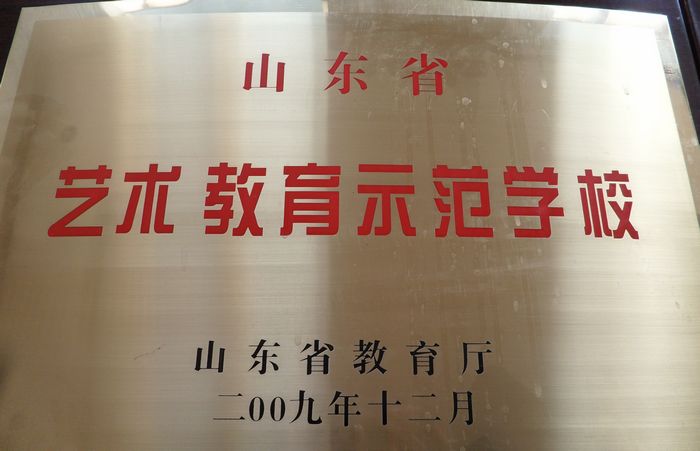 山东省
艺术教育示范学校
山东省教育厅
二00九年十二月